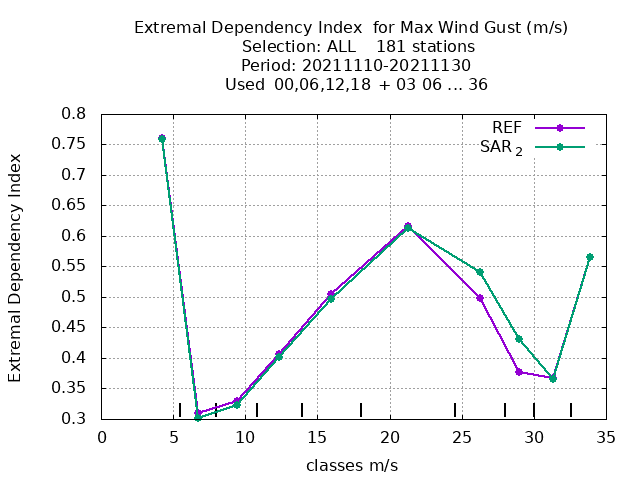 Extremal Dependency Index  for Max Wind Gust (m/s)
Selection: ALL    181 stations
Period: 20211110-20211130
Used  00,06,12,18  + 03 06 ... 36
REF
SAR 2
0.8
0.75
0.7
0.65
0.6
0.55
0.5
0.45
0.4
0.35
0.3
Extremal Dependency Index
0 5 10 15 20 25 30 35
classes m/s